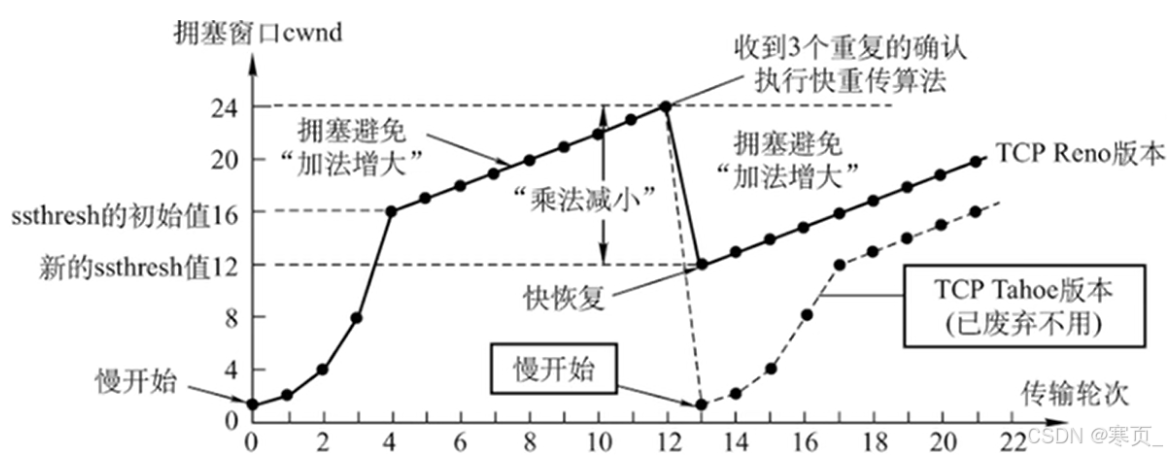 拥塞窗口cwnd
收到3个重复的确认
执行快重传算法
24
拥塞避免
“加法增大”
拥塞避免
“加法增大”
TCP Reno版本
20
“乘法减小”
ssthresh的初始值16
新的ssthresh值12
快恢复
TCP Tahoe版本
(已废弃不用)
8
慢开始
慢开始
4
传输轮次
0
0 2 4 6 8 10 12 14 16 18 20 22
CSDN @寒页_